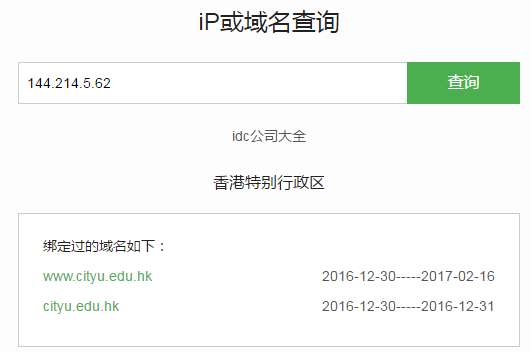 iP或域名查询
144.214.5.62 查询
idc公司大全
香港特别行政区
绑定过的域名如下：
www.cityu.edu.hk 2016-12-30-----2017-02-16
cityu.edu.hk 2016-12-30-----2016-12-31